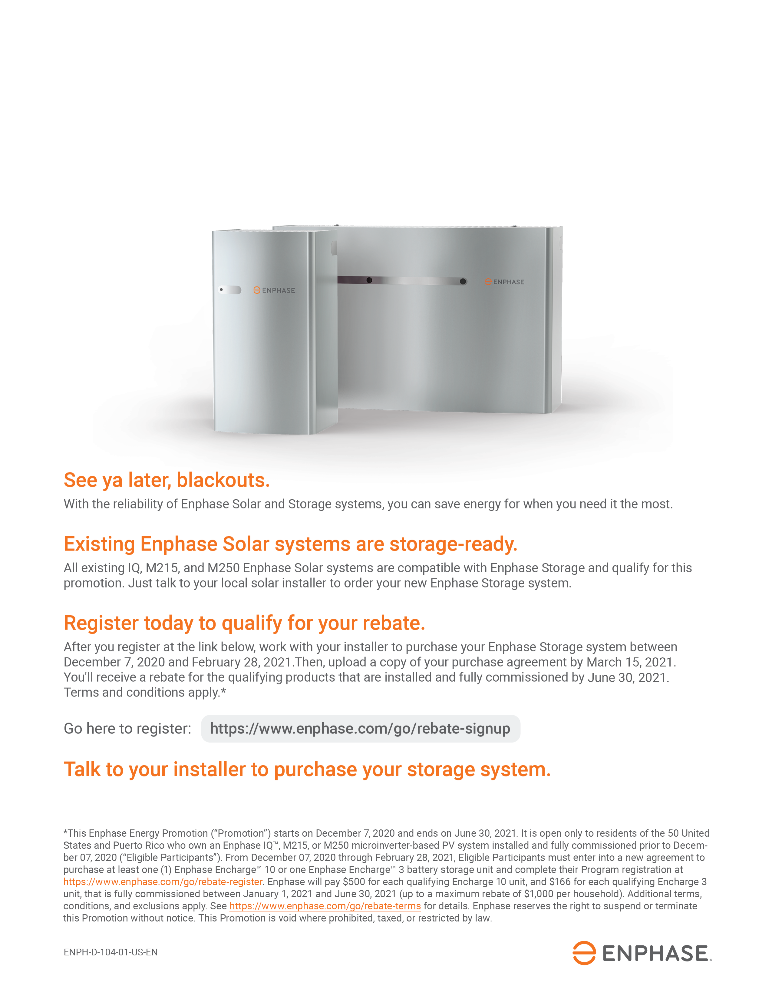 ENPHASE
ENPHASE
See ya later, blackouts.
With the reliability of Enphase Solar and Storage systems, you can save energy for when you need it the most.
Existing Enphase Solar systems are storage-ready.
All existing IQ, M215, and M250 Enphase Solar systems are compatible with Enphase Storage and qualify for this
promotion. Just talk to your local solar installer to order your new Enphase Storage system.
Register today to qualify for your rebate.
After you register at the link below, work with your installer to purchase your Enphase Storage system between
December 7, 2020 and February 28, 2021.Then, upload a copy of your purchase agreement by March 15, 2021.
You'll receive a rebate for the qualifying products that are installed and fully commissioned by June 30, 2021.
Terms and conditions apply.*
Go here to register: https://www.enphase.com/go/rebate-signup
Talk to your installer to purchase your storage system.
*This Enphase Energy Promotion (“Promotion”) starts on December 7, 2020 and ends on June 30, 2021. It is open only to residents of the 50 United
States and Puerto Rico who own an Enphase IQ™, M215, or M250 microinverter-based PV system installed and fully commissioned prior to Decem-
ber 07, 2020 (“Eligible Participants”). From December 07, 2020 through February 28, 2021, Eligible Participants must enter into a new agreement to
purchase at least one (1) Enphase Encharge™ 10 or one Enphase Encharge™ 3 battery storage unit and complete their Program registration at
https://www.enphase.com/go/rebate-register. Enphase will pay $500 for each qualifying Encharge 10 unit, and $166 for each qualifying Encharge 3
unit, that is fully commissioned between January 1, 2021 and June 30, 2021 (up to a maximum rebate of $1,000 per household). Additional terms,
conditions, and exclusions apply. See https://www.enphase.com/go/rebate-terms for details. Enphase reserves the right to suspend or terminate
this Promotion without notice. This Promotion is void where prohibited, taxed, or restricted by law.
ENPH-D-104-01-US-EN
ENPHASE®